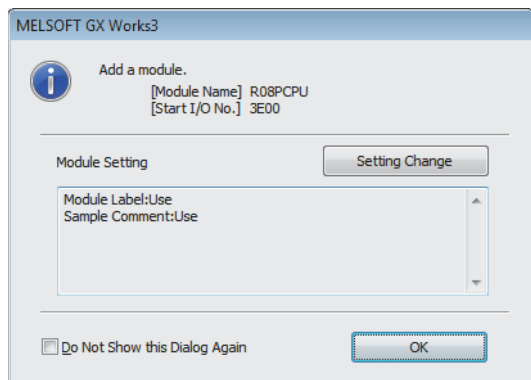 MELSOFT GX Works3
Add a module.
[Module Name] R08PCPU
[Start I/O No.] 3E00
Module Setting
Setting Change
Module Label:Use
Sample Comment:Use
Do Not Show this Dialog Again
OK